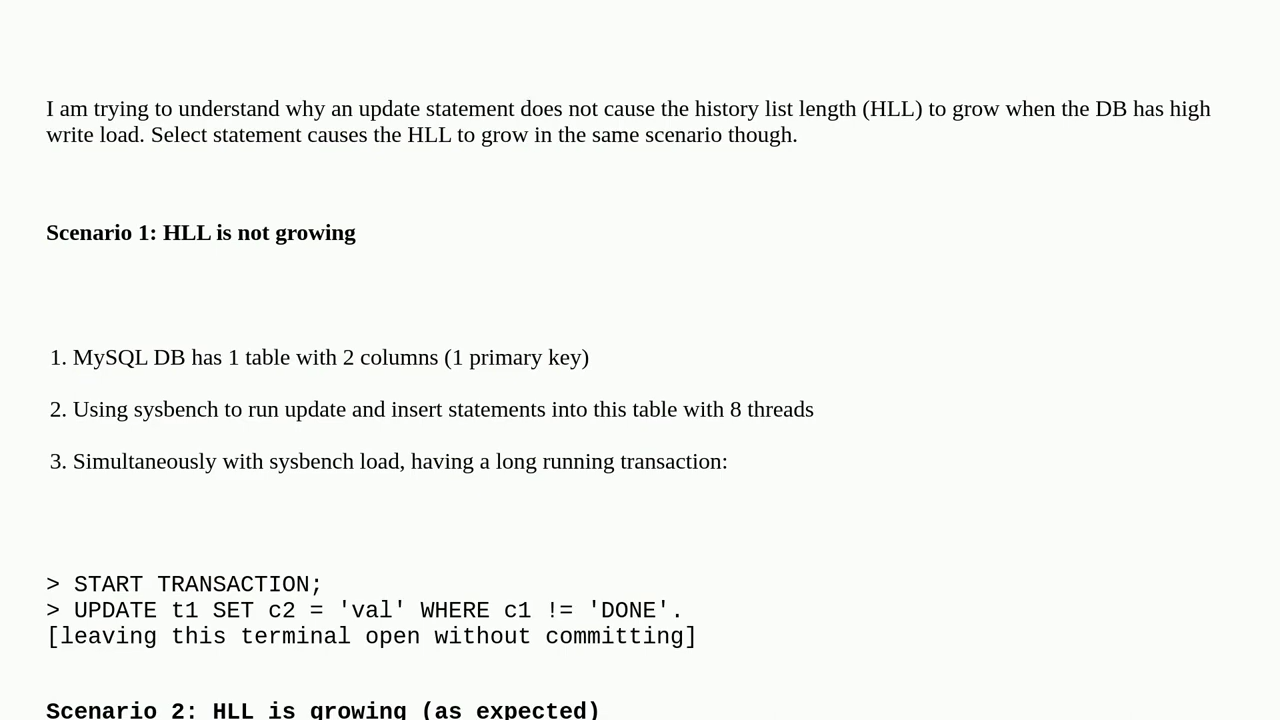 I am trying to understand why an update statement does not cause the history list length (HLL) to grow when the DB has high
write load. Select statement causes the HLL to grow in the same scenario though.
Scenario 1: HLL is not growing
1. MySQL DB has 1 table with 2 columns (1 primary key)
2. Using sysbench to run update and insert statements into this table with 8 threads
3. Simultaneously with sysbench load, having a long running transaction:
> START TRANSACTION;
> UPDATE t1 SET c2 = 'val' WHERE c1 != 'DONE'.
[leaving this terminal open without committing]
Scenario 2: HLL is growing (as expected)